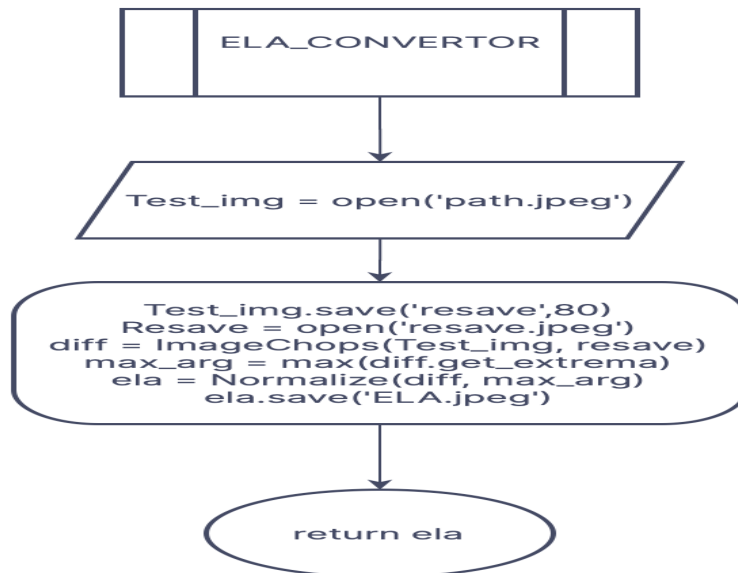 ELA_CONVERTOR
Test_img = open('path.jpeg')
Test_img.save('resave',80)
Resave = open('resave.jpeg')
diff = ImageChops(Test_img, resave)
max_arg = max(diff.get_extrema)
ela = Normalize(diff, max_arg)
ela.save('ELA.jpeg')
return ela